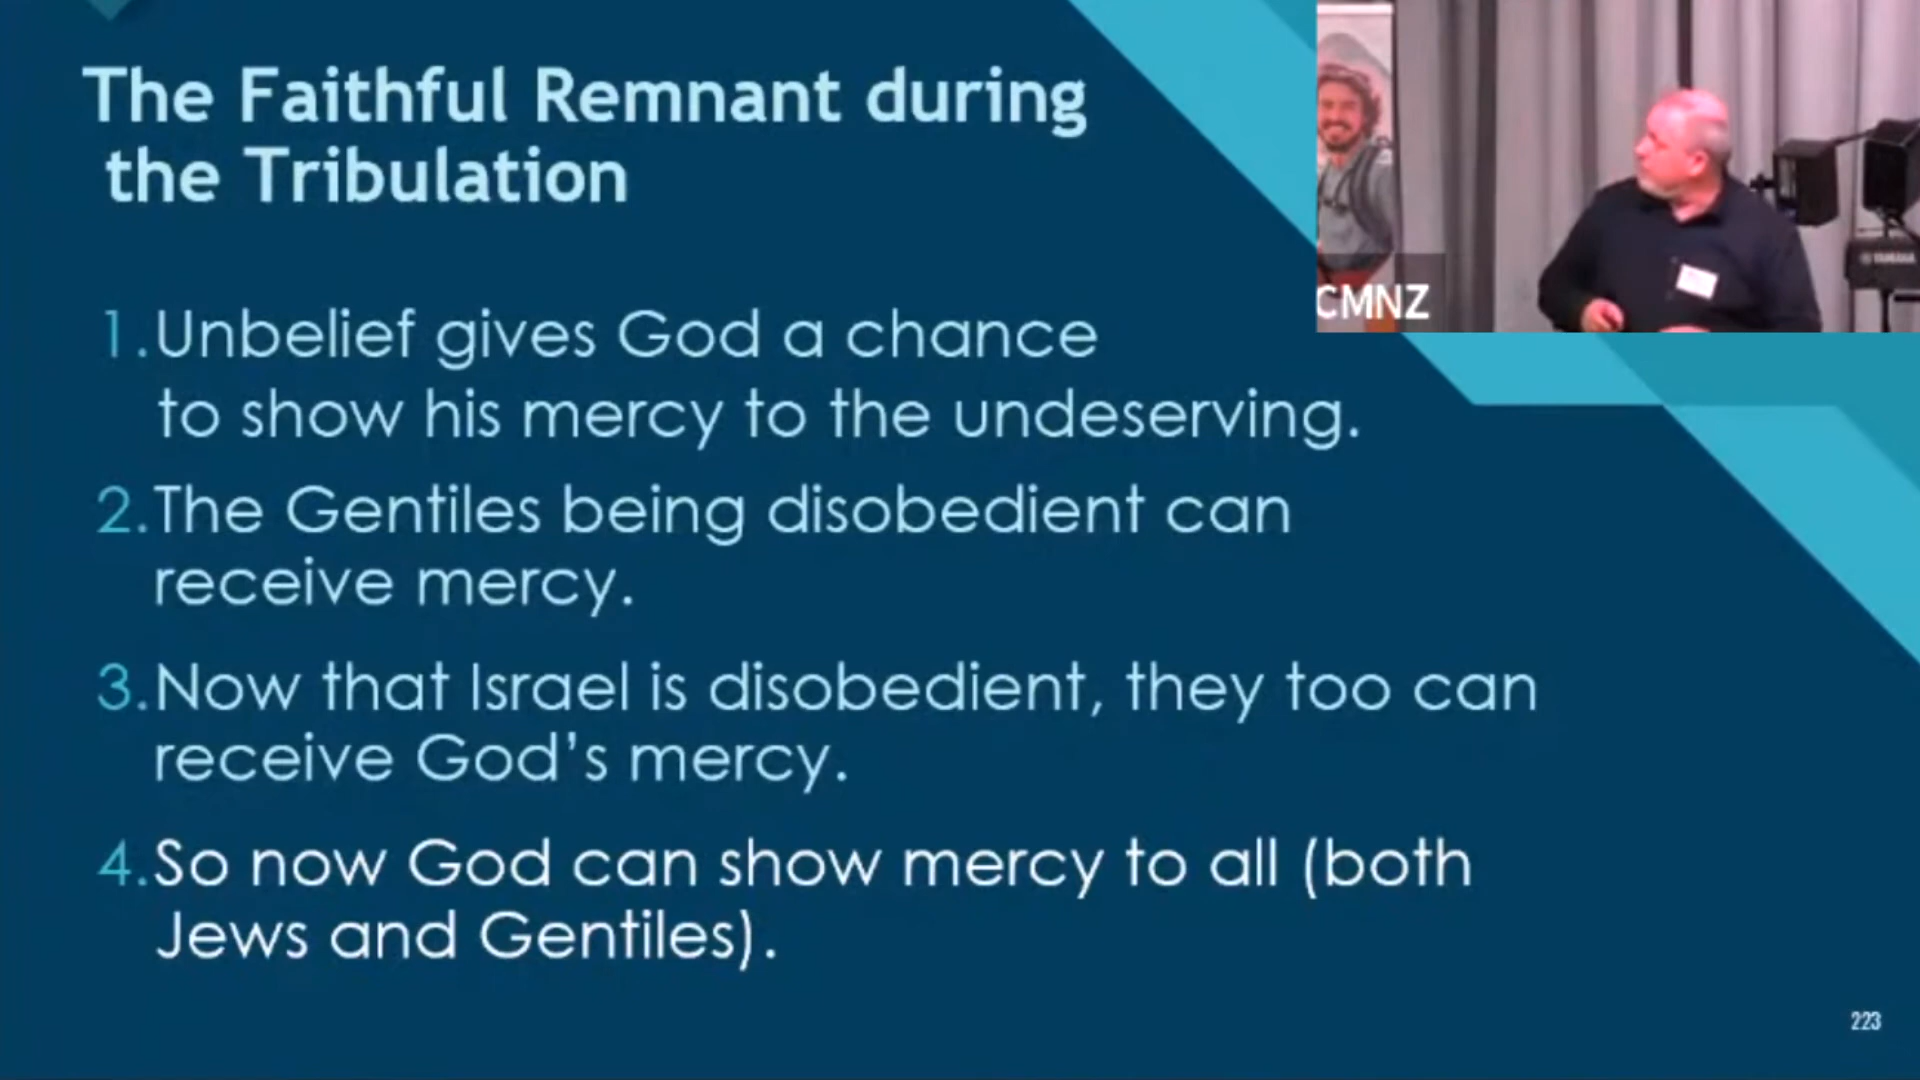 The Faithful Remnant during
the Tribulation
1. Unbelief gives God a chance
to show his mercy to the undeserving.
2. The Gentiles being disobedient can
receive mercy.
3. Now that Israel is disobedient, they too can
receive God’s mercy.
4. So now God can show mercy to all (both
Jews and Gentiles).
CMNZ
YAMAHA
223